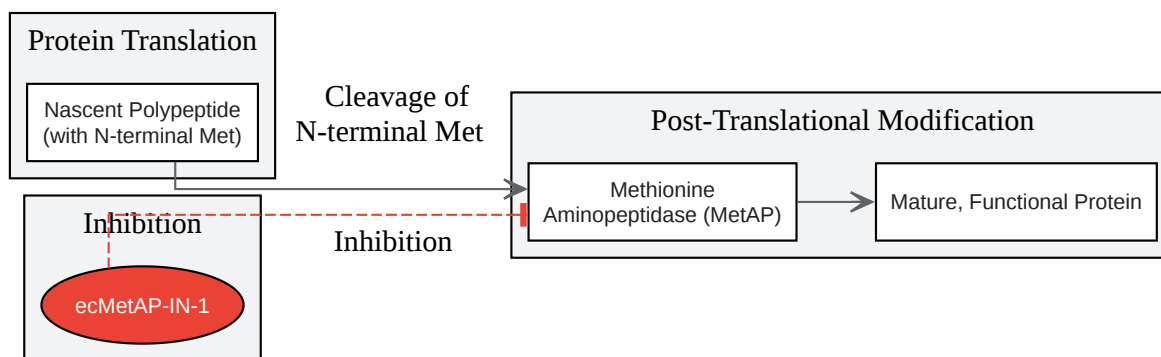 Protein Translation
Nascent Polypeptide
(with N-terminal Met)
Cleavage of
N-terminal Met
Post-Translational Modification
Methionine
Aminopeptidase (MetAP)
Mature, Functional Protein
Inhibition
Inhibition
ecMetAP-IN-1